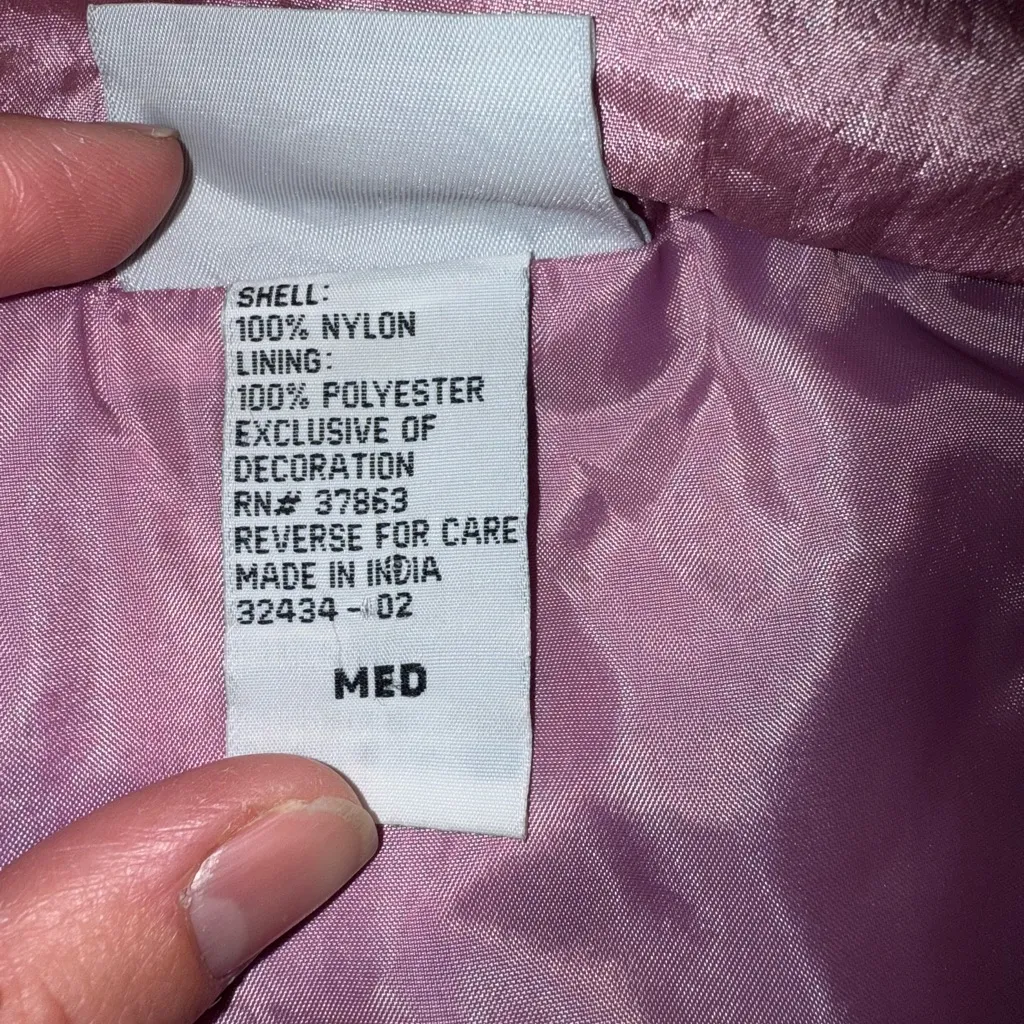 SHELL:
100% NYLON
LINING:
100% POLYESTER
EXCLUSIVE OF
DECORATION
RN# 37863
REVERSE FOR CARE
MADE IN INDIA
32434-02
MED